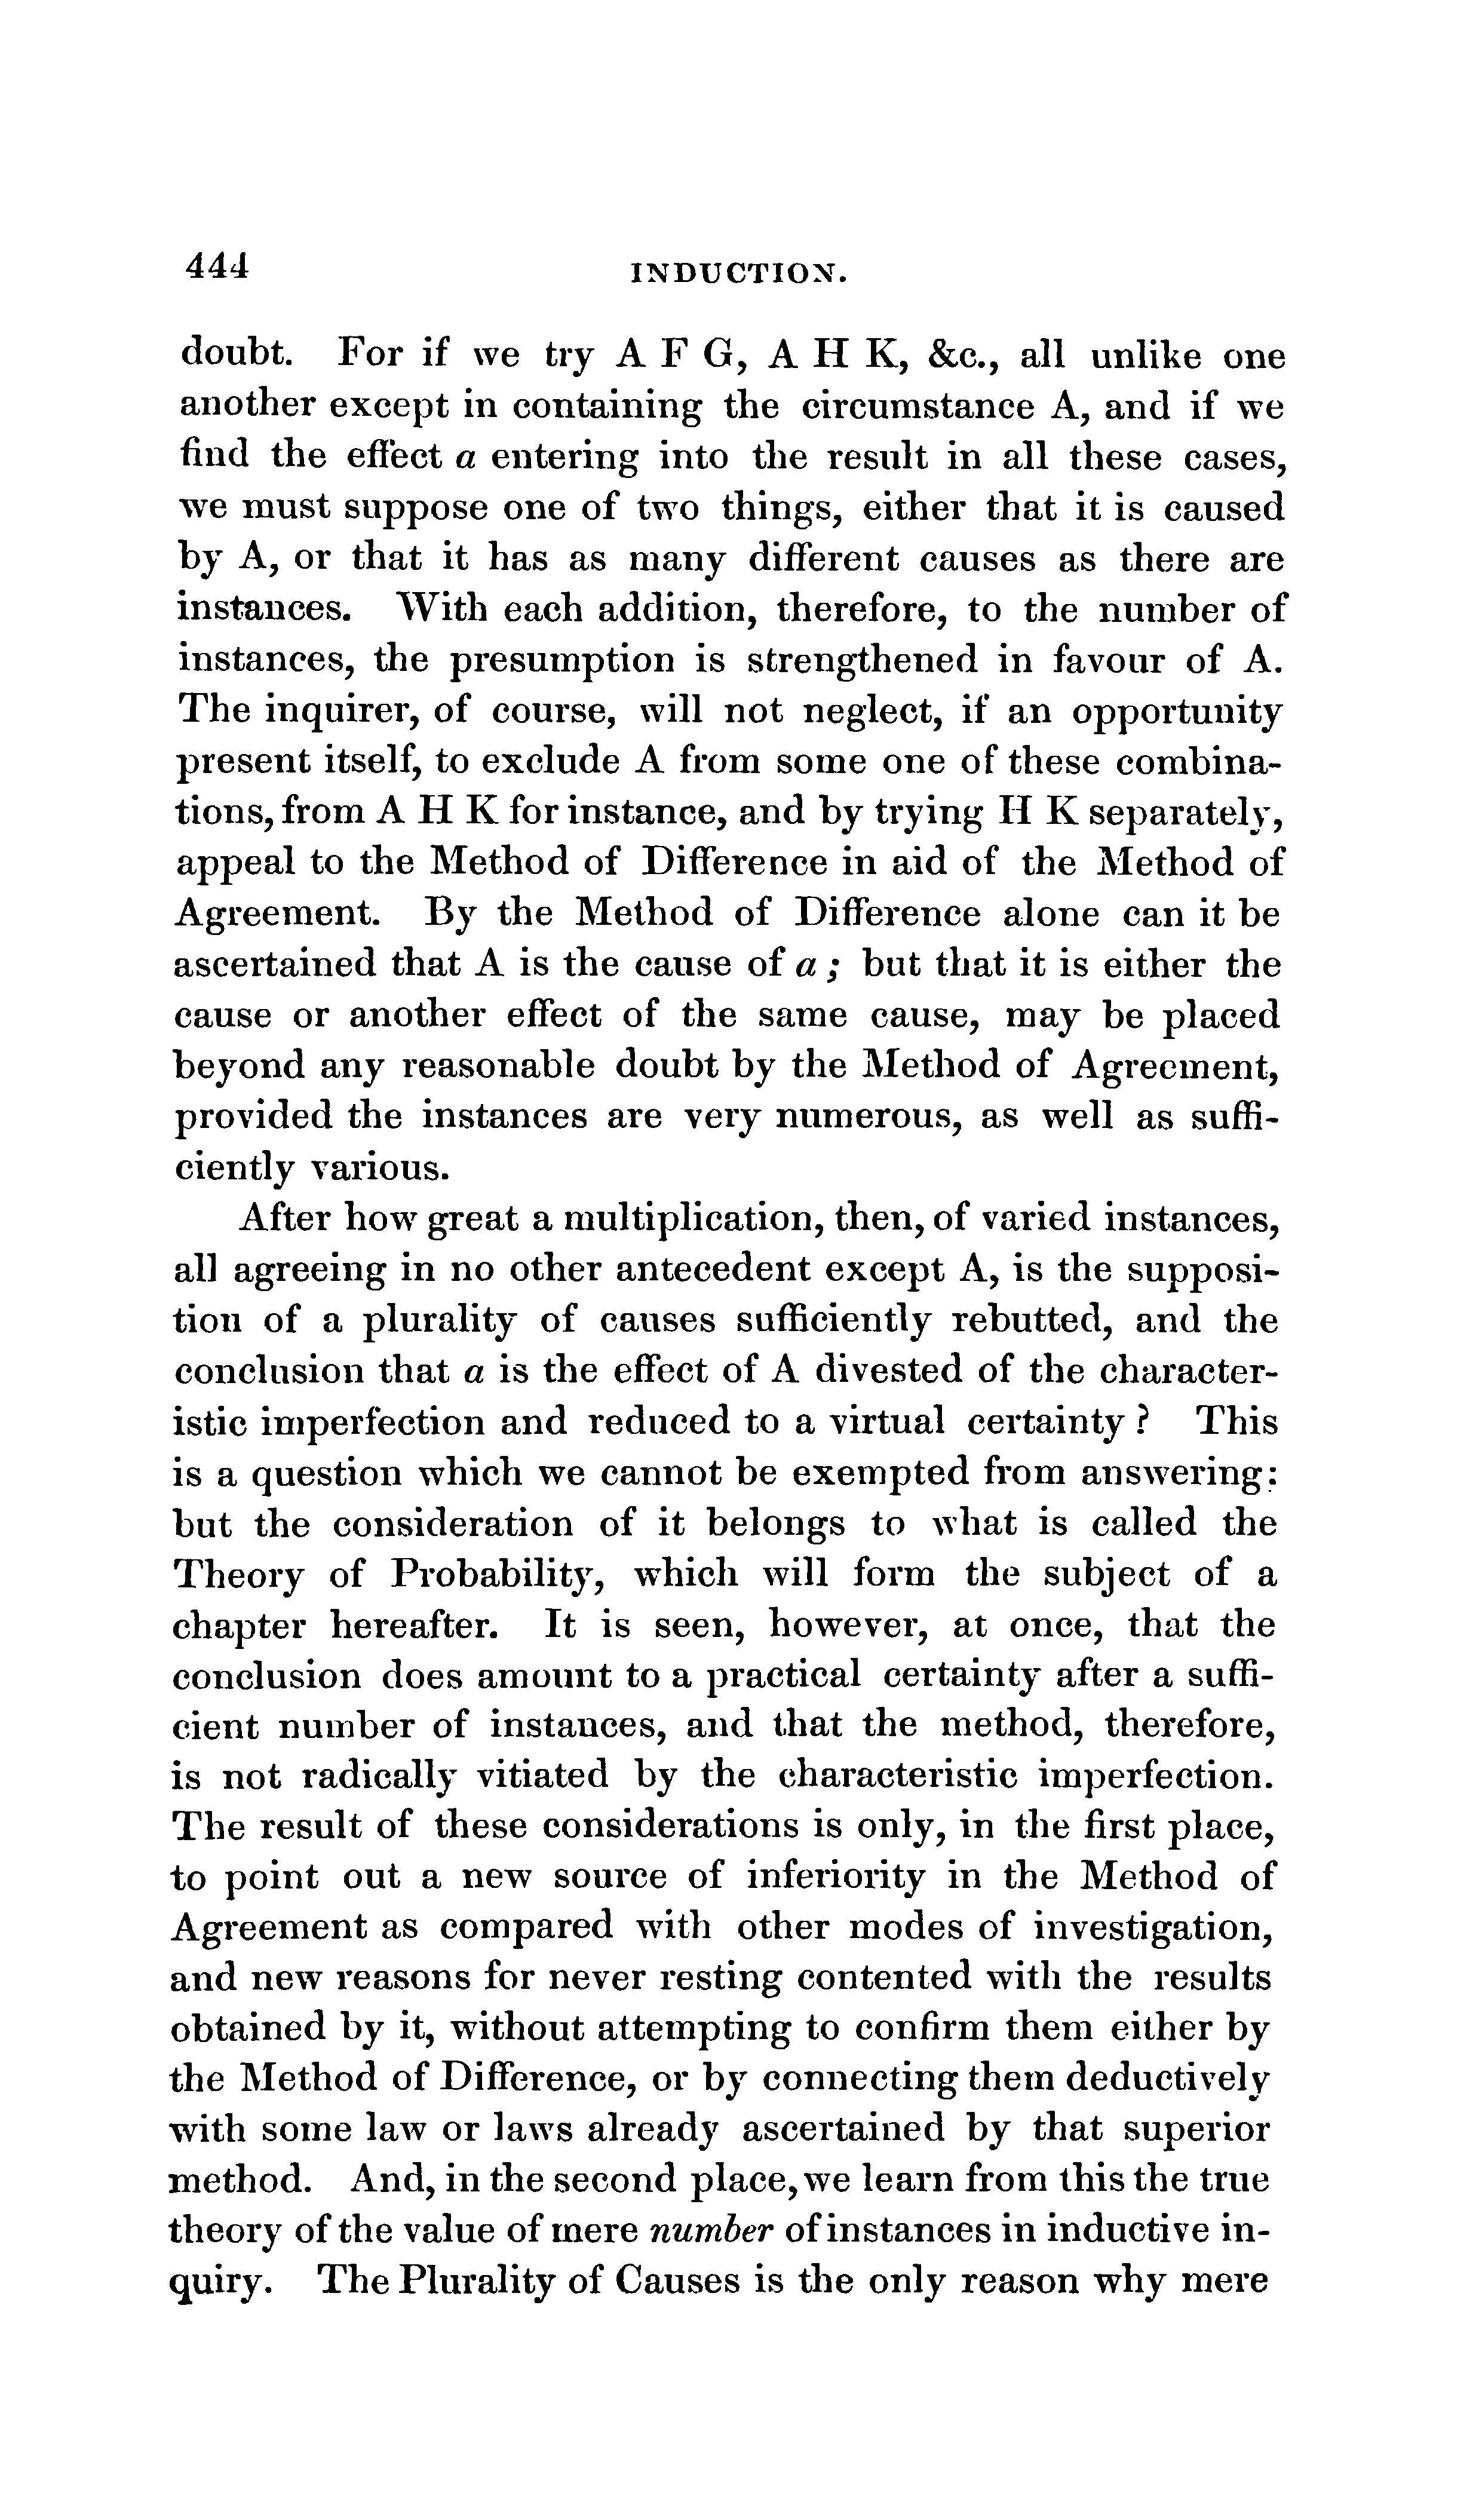 444 INDUCTION.
doubt. For if we try A F G, A H K, &c., all unlike one
another except in containing the circumstance A, and if we
find the effect a entering into the result in all these cases,
we must suppose one of two things, either that it is caused
by A, or that it has as many different causes as there are
instances. With each addition, therefore, to the number of
instances, the presumption is strengthened in favour of A.
The inquirer, of course, will not neglect, if an opportunity
present itself, to exclude A from some one of these combina-
tions, from A H K for instance, and by trying H K separately,
appeal to the Method of Difference in aid of the Method of
Agreement. By the Method of Difference alone can it be
ascertained that A is the cause of a; but that it is either the
cause or another effect of the same cause, may be placed
beyond any reasonable doubt by the Method of Agreement,
provided the instances are very numerous, as well as suffi-
ciently various.
After how great a multiplication, then, of varied instances,
all agreeing in no other antecedent except A, is the supposi-
tion of a plurality of causes sufficiently rebutted, and the
conclusion that a is the effect of A divested of the character-
istic imperfection and reduced to a virtual certainty? This
is a question which we cannot be exempted from answering:
but the consideration of it belongs to what is called the
Theory of Probability, which will form the subject of a
chapter hereafter. It is seen, however, at once, that the
conclusion does amount to a practical certainty after a suffi-
cient number of instances, and that the method, therefore,
is not radically vitiated by the characteristic imperfection.
The result of these considerations is only, in the first place,
to point out a new source of inferiority in the Method of
Agreement as compared with other modes of investigation,
and new reasons for never resting contented with the results
obtained by it, without attempting to confirm them either by
the Method of Difference, or by connecting them deductively
with some law or laws already ascertained by that superior
method. And, in the second place, we learn from this the true
theory of the value of mere number of instances in inductive in-
quiry. The Plurality of Causes is the only reason why mere